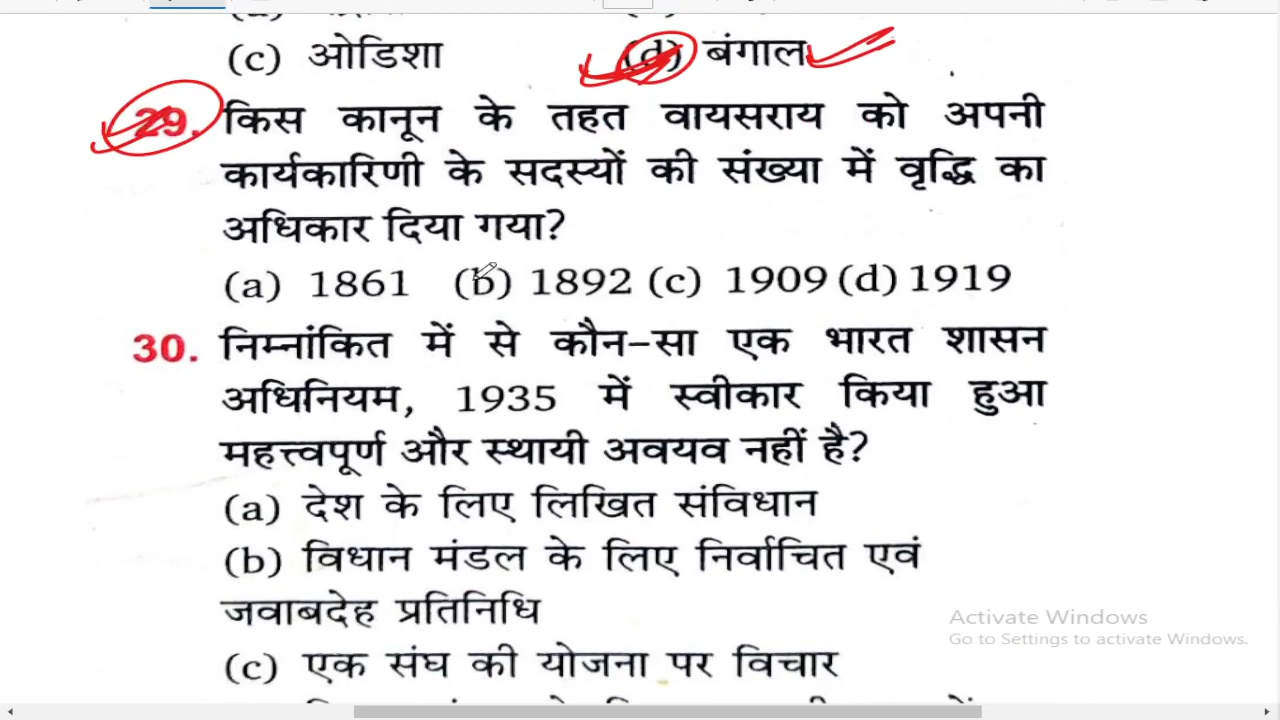 (c) ओडिशा (d) बंगाल
29. किस कानून के तहत वायसराय को अपनी
कार्यकारिणी के सदस्यों की संख्या में वृद्धि का
अधिकार दिया गया?
(a) 1861 (b) 1892 (c) 1909 (d) 1919
30. निम्नांकित में से कौन-सा एक भारत शासन
अधिनियम, 1935 में स्वीकार किया हुआ
महत्त्वपूर्ण और स्थायी अवयव नहीं है?
(a) देश के लिए लिखित संविधान
(b) विधान मंडल के लिए निर्वाचित एवं
जवाबदेह प्रतिनिधि
(c) एक संघ की योजना पर विचार
Activate Windows
Go to Settings to activate Windows.